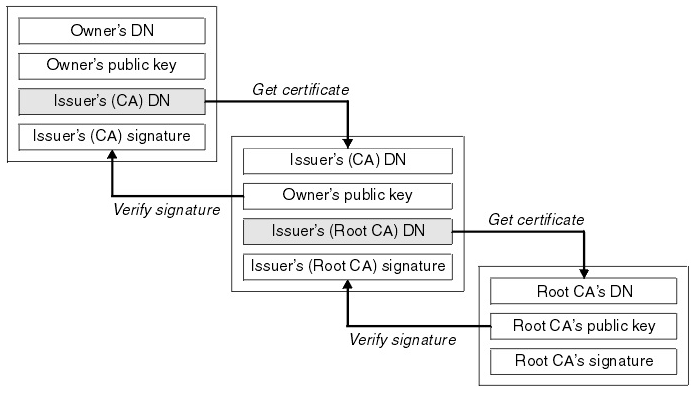 Owner's DN
Owner's public key
Issuer's (CA) DN
Issuer's (CA) signature
Get certificate
Verify signature
Issuer's (CA) DN
Owner's public key
Issuer's (Root CA) DN
Issuer's (Root CA) signature
Get certificate
Verify signature
Root CA's DN
Root CA's public key
Root CA's signature